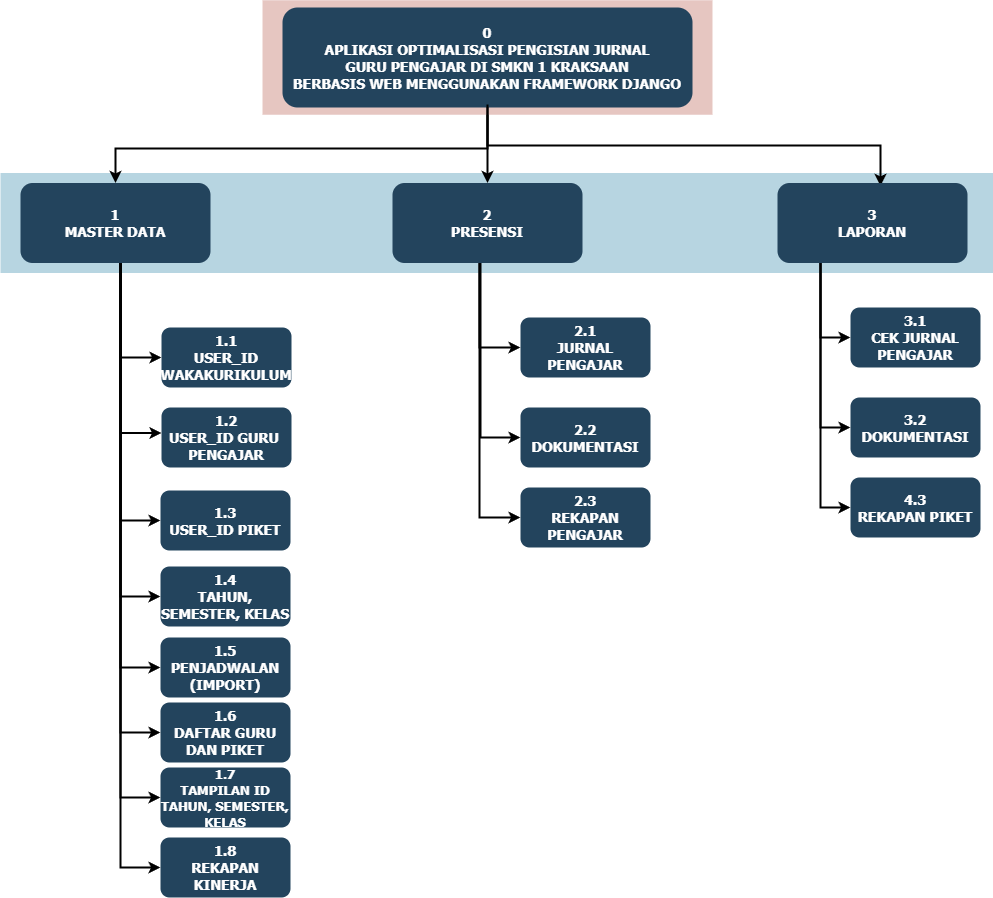 0
APLIKASI OPTIMALISASI PENGISIAN JURNAL
GURU PENGAJAR DI SMKN 1 KRAKSAAN
BERBASIS WEB MENGGUNAKAN FRAMEWORK DJANGO
1
MASTER DATA
2
PRESENSI
3
LAPORAN
1.1
USER_ID
WAKAKURIKULUM
1.2
USER_ID GURU
PENGAJAR
1.3
USER_ID PIKET
1.4
TAHUN,
SEMESTER, KELAS
1.5
PENJADWALAN
(IMPORT)
1.6
DAFTAR GURU
DAN PIKET
1.7
TAMPILAN ID
TAHUN, SEMESTER,
KELAS
1.8
REKAPAN
KINERJA
2.1
JURNAL
PENGAJAR
2.2
DOKUMENTASI
2.3
REKAPAN
PENGAJAR
3.1
CEK JURNAL
PENGAJAR
3.2
DOKUMENTASI
4.3
REKAPAN PIKET